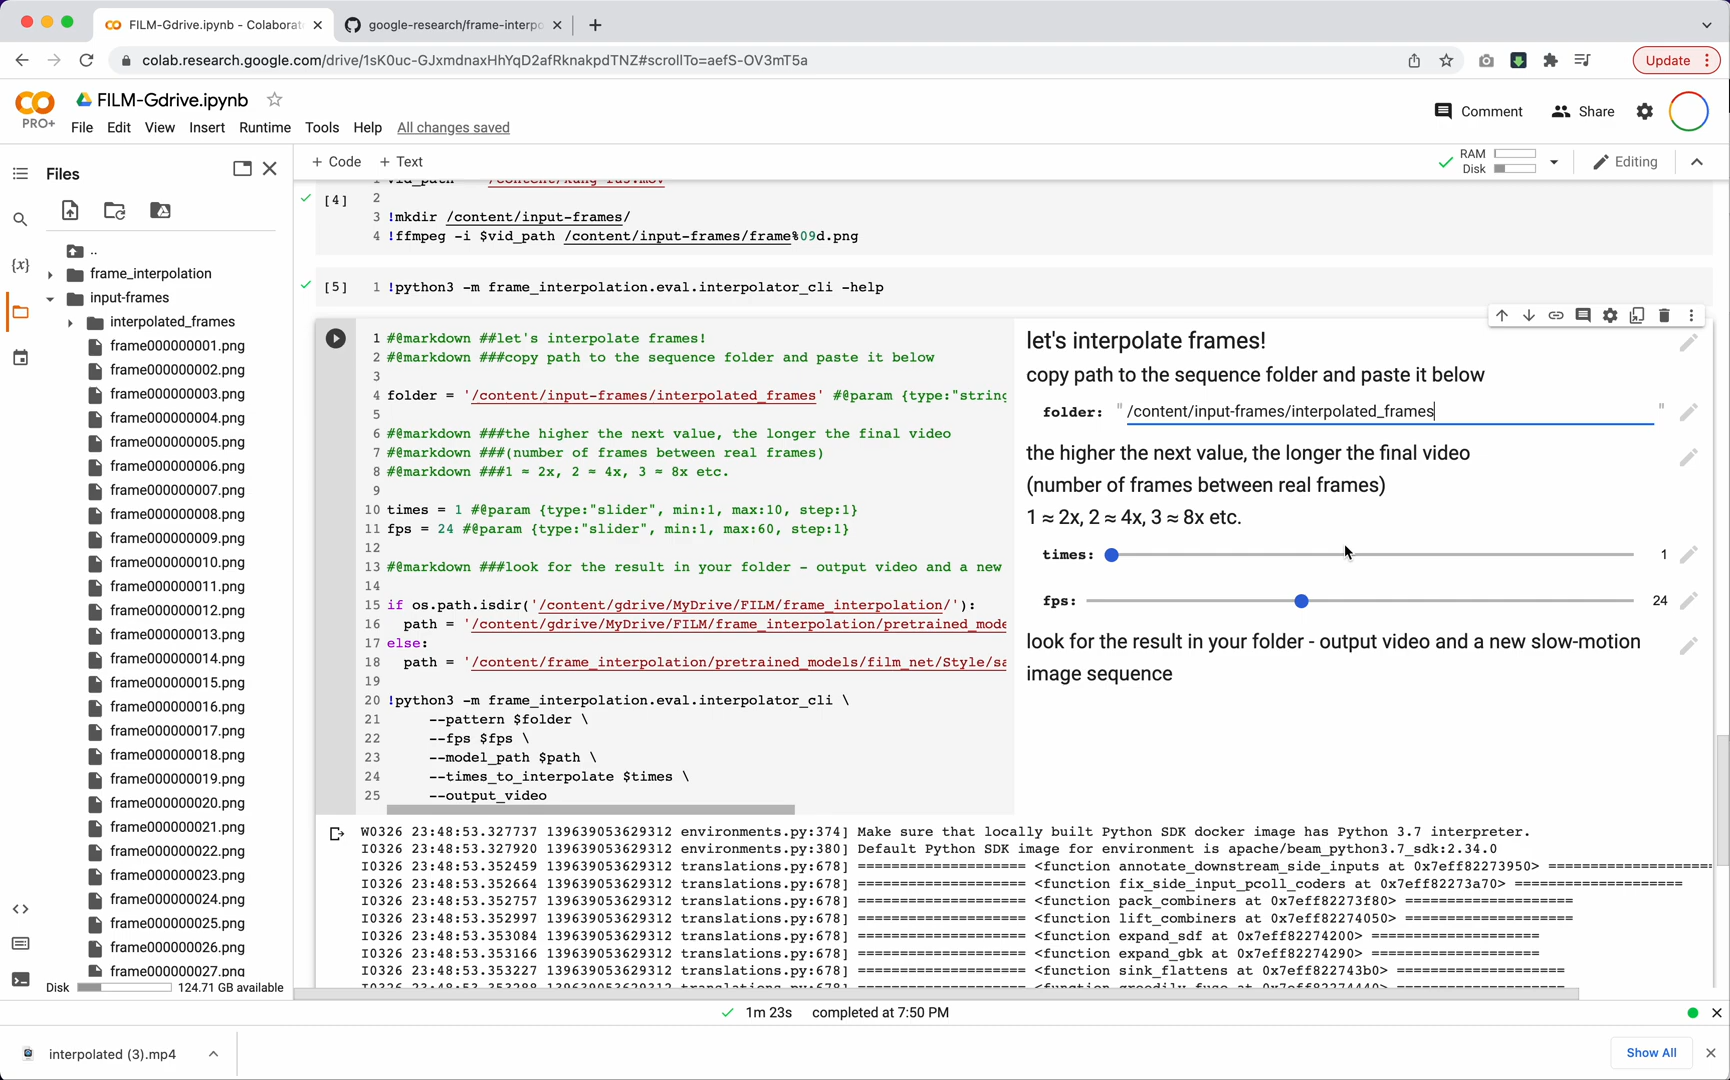 FILM-Gdrive.ipynb - Colaborat
google-research/frame-interpo
colab.research.google.com/drive/1sK0uc-GJxmdnaxHhYqD2afRknakpdTNZ#scrollTo=aefS-OV3mT5a
Update
PRO+
FILM-Gdrive.ipynb
File Edit View Insert Runtime Tools Help All changes saved
Comment
Share
Files
+ Code + Text
RAM
Disk
Editing
..
frame_interpolation
input-frames
interpolated_frames
frame000000001.png
frame000000002.png
frame000000003.png
frame000000004.png
frame000000005.png
frame000000006.png
frame000000007.png
frame000000008.png
frame000000009.png
frame000000010.png
frame000000011.png
frame000000012.png
frame000000013.png
frame000000014.png
frame000000015.png
frame000000016.png
frame000000017.png
frame000000018.png
frame000000019.png
frame000000020.png
frame000000021.png
frame000000022.png
frame000000023.png
frame000000024.png
frame000000025.png
frame000000026.png
frame000000027.png
Disk 124.71 GB available
[4]
2
3 !mkdir /content/input-frames/
4 !ffmpeg -i $vid_path /content/input-frames/frame%09d.png
[5] 1 !python3 -m frame_interpolation.eval.interpolator_cli -help
1 #@markdown ##let's interpolate frames!
2 #@markdown ###copy path to the sequence folder and paste it below
3
4 folder = '/content/input-frames/interpolated_frames' #@param {type:"string
5
6 #@markdown ###the higher the next value, the longer the final video
7 #@markdown ###(number of frames between real frames)
8 #@markdown ###1 ≈ 2x, 2 ≈ 4x, 3 ≈ 8x etc.
9
10 times = 1 #@param {type:"slider", min:1, max:10, step:1}
11 fps = 24 #@param {type:"slider", min:1, max:60, step:1}
12
13 #@markdown ###look for the result in your folder - output video and a new
14
15 if os.path.isdir('/content/gdrive/MyDrive/FILM/frame_interpolation/'):
16 path = '/content/gdrive/MyDrive/FILM/frame_interpolation/pretrained_mode
17 else:
18 path = '/content/frame_interpolation/pretrained_models/film_net/Style/sa
19
20 !python3 -m frame_interpolation.eval.interpolator_cli \
21 --pattern $folder \
22 --fps $fps \
23 --model_path $path \
24 --times_to_interpolate $times \
25 --output_video
let's interpolate frames!
copy path to the sequence folder and paste it below
folder: "/content/input-frames/interpolated_frames"
the higher the next value, the longer the final video
(number of frames between real frames)
1 ≈ 2x, 2 ≈ 4x, 3 ≈ 8x etc.
times: 1
fps: 24
look for the result in your folder - output video and a new slow-motion
image sequence
W0326 23:48:53.327737 139639053629312 environments.py:374] Make sure that locally built Python SDK docker image has Python 3.7 interpreter.
I0326 23:48:53.327920 139639053629312 environments.py:380] Default Python SDK image for environment is apache/beam_python3.7_sdk:2.34.0
I0326 23:48:53.352459 139639053629312 translations.py:678] ==================== <function annotate_downstream_side_inputs at 0x7eff82273950> ====================
I0326 23:48:53.352664 139639053629312 translations.py:678] ==================== <function fix_side_input_pcoll_coders at 0x7eff82273a70> ====================
I0326 23:48:53.352757 139639053629312 translations.py:678] ==================== <function pack_combiners at 0x7eff82273f80> ====================
I0326 23:48:53.352997 139639053629312 translations.py:678] ==================== <function lift_combiners at 0x7eff82274050> ====================
I0326 23:48:53.353084 139639053629312 translations.py:678] ==================== <function expand_sdf at 0x7eff82274200> ====================
I0326 23:48:53.353166 139639053629312 translations.py:678] ==================== <function expand_gbk at 0x7eff82274290> ====================
I0326 23:48:53.353227 139639053629312 translations.py:678] ==================== <function sink_flattens at 0x7eff822743b0> ====================
1m 23s completed at 7:50 PM
interpolated (3).mp4
Show All